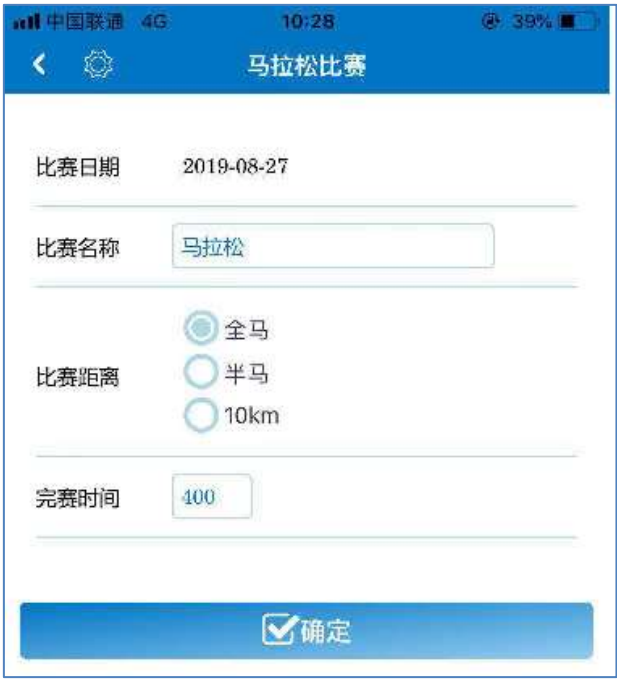 中国联通 4G 10:28 39%
马拉松比赛
比赛日期 2019-08-27
比赛名称 马拉松
比赛距离
全马
半马
10km
完赛时间 400
确定